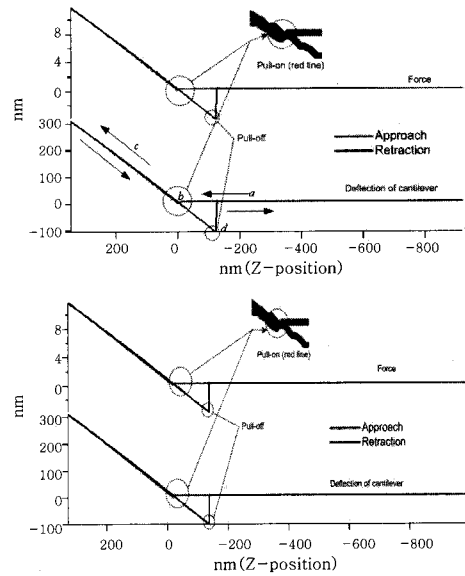 8
4
0
nm
Pull-on (red line)
Force
300
200
100
0
-100
c
b
a
d
Pull-off
Approach
Retraction
Deflection of cantilever
200 0 -200 -400 -600 -800
nm(Z-position)
8
4
0
nm
Pull-on (red line)
Force
300
200
100
0
-100
Pull-off
Approach
Retraction
Deflection of cantilever
200 0 -200 -400 -600 -800
nm(Z-position)